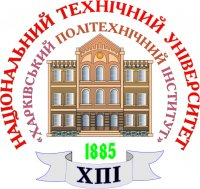 НАЦІОНАЛЬНИЙ ТЕХНІЧНИЙ УНІВЕРСИТЕТ
«ХАРКІВСЬКИЙ ПОЛІТЕХНІЧНИЙ ІНСТИТУТ»
1885
ХПІ